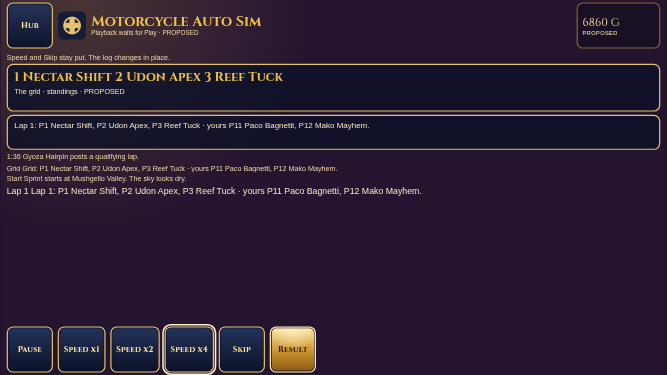 Hub
Motorcycle Auto Sim
Playback waits for Play · PROPOSED
6860 G
PROPOSED
Speed and Skip stay put. The log changes in place.
1 Nectar Shift 2 Udon Apex 3 Reef Tuck
The grid · standings · PROPOSED
Lap 1: P1 Nectar Shift, P2 Udon Apex, P3 Reef Tuck · yours P11 Paco Bagnetti, P12 Mako Mayhem.
1:36 Gyoza Hairpin posts a qualifying lap.
Grid Grid: P1 Nectar Shift, P2 Udon Apex, P3 Reef Tuck · yours P11 Paco Bagnetti, P12 Mako Mayhem.
Start Sprint starts at Mushgello Valley. The sky looks dry.
Lap 1 Lap 1: P1 Nectar Shift, P2 Udon Apex, P3 Reef Tuck · yours P11 Paco Bagnetti, P12 Mako Mayhem.
Pause
Speed x1
Speed x2
Speed x4
Skip
Result